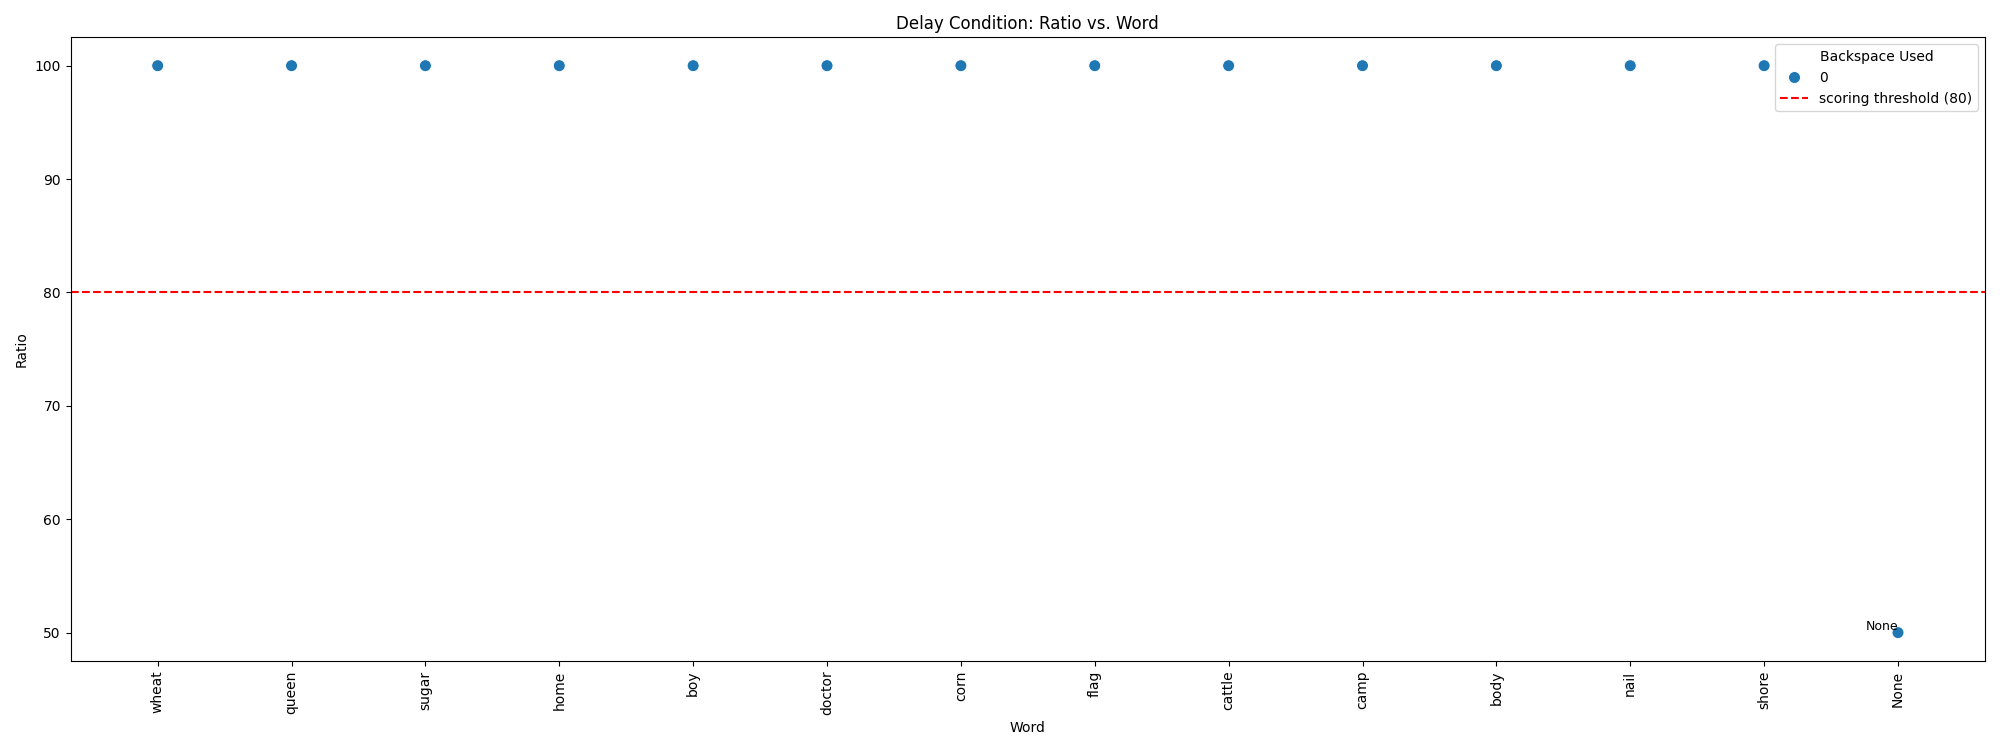 Delay Condition: Ratio vs. Word
Backspace Used
0
scoring threshold (80)
100
90
80
70
60
50
Ratio
None
wheat
queen
sugar
home
boy
doctor
corn
flag
cattle
camp
body
nail
shore
None
Word